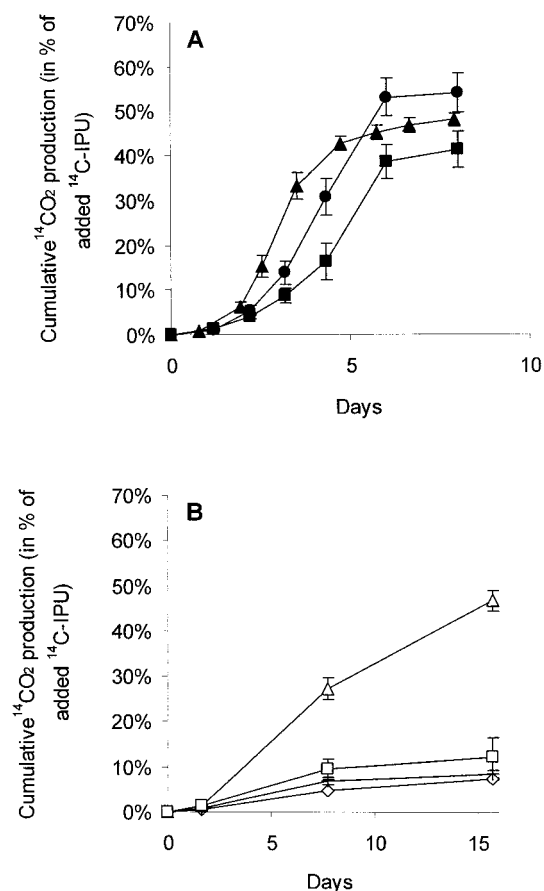 A
Cumulative ¹⁴CO₂ production (in % of
added ¹⁴C-IPU)
70%
60%
50%
40%
30%
20%
10%
0%
0
5
10
Days
B
Cumulative ¹⁴CO₂ production (in % of
added ¹⁴C-IPU)
70%
60%
50%
40%
30%
20%
10%
0%
0
5
10
15
Days